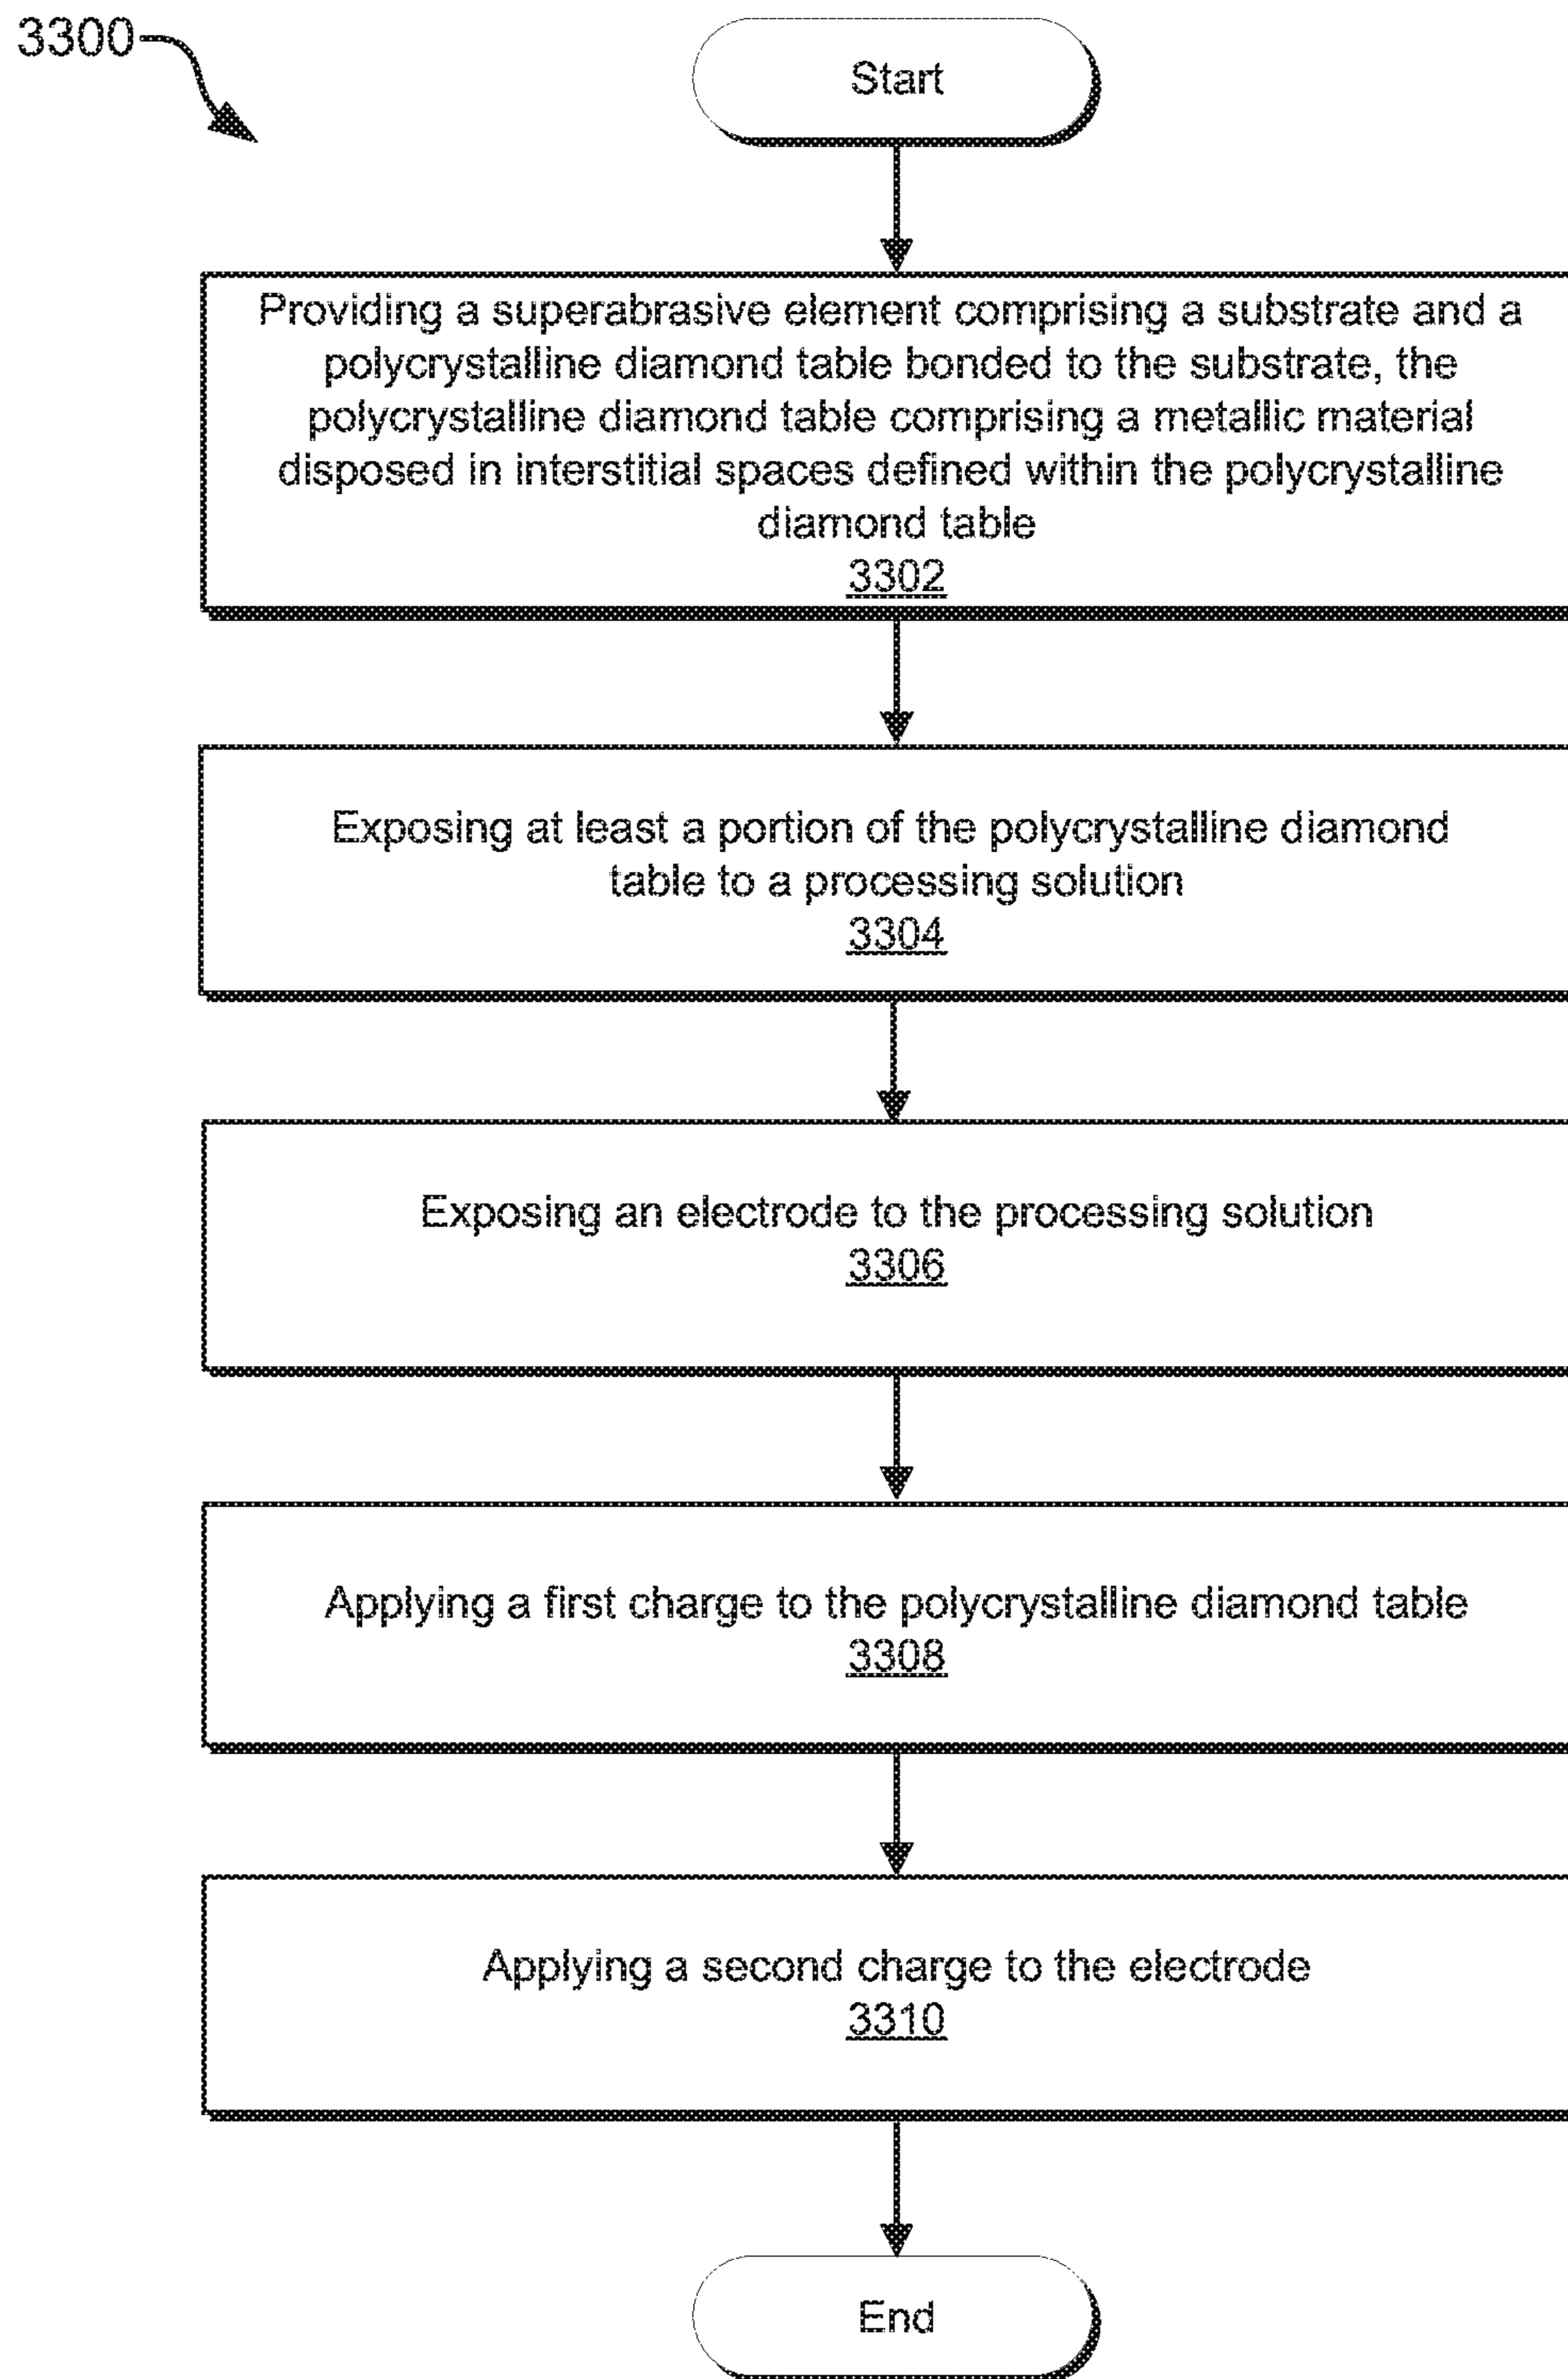 3300
Start
Providing a superabrasive element comprising a substrate and a
polycrystalline diamond table bonded to the substrate, the
polycrystalline diamond table comprising a metallic material
disposed in interstitial spaces defined within the polycrystalline
diamond table
3302
Exposing at least a portion of the polycrystalline diamond
table to a processing solution
3304
Exposing an electrode to the processing solution
3306
Applying a first charge to the polycrystalline diamond table
3308
Applying a second charge to the electrode
3310
End